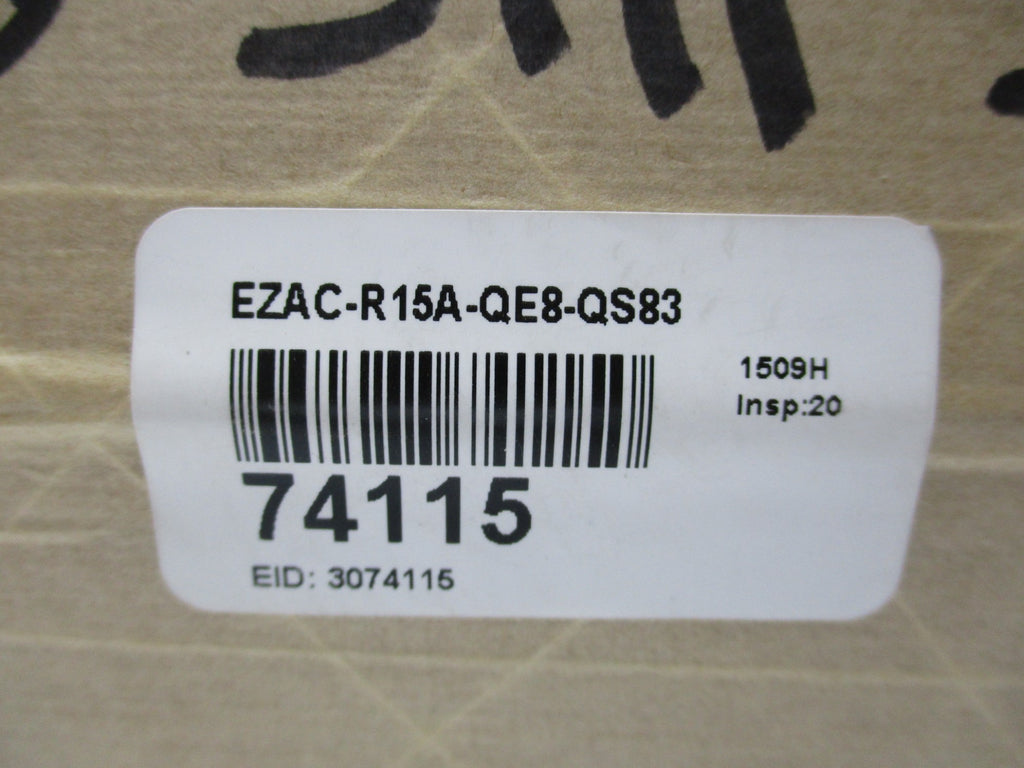 EZAC-R15A-QE8-QS83
1509H
Insp:20
74115
EID: 3074115